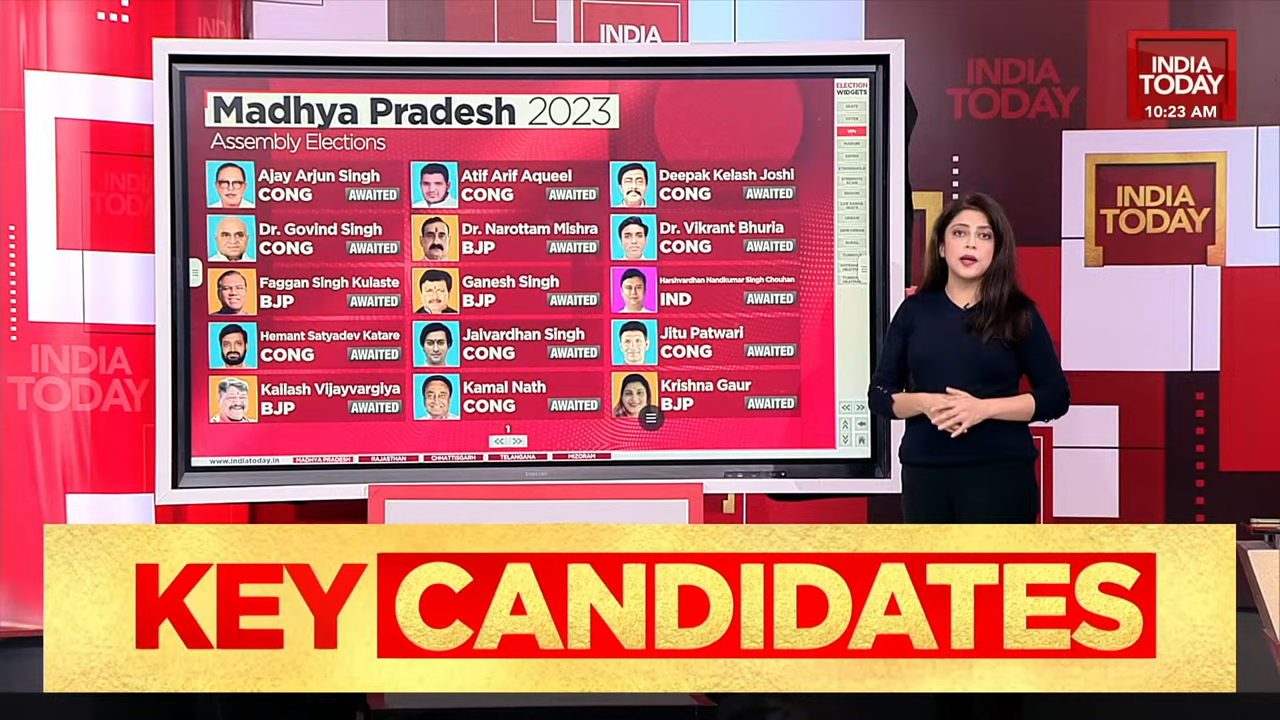 INDIA
INDIA
TODAY
INDIA
TODAY
10:23 AM
INDIA
TODAY
INDIA
TODAY
Madhya Pradesh 2023
Assembly Elections
ELECTION
WIDGETS
Ajay Arjun Singh
CONG AWAITED
Atif Arif Aqueel
CONG AWAITED
Deepak Kelash Joshi
CONG AWAITED
Dr. Govind Singh
CONG AWAITED
Dr. Narottam Mishra
BJP AWAITED
Dr. Vikrant Bhuria
CONG AWAITED
Faggan Singh Kulaste
BJP AWAITED
Ganesh Singh
BJP AWAITED
Harshvardhan Nandkumar Singh Chouhan
IND AWAITED
Hemant Satyadev Katare
CONG AWAITED
Jaivardhan Singh
CONG AWAITED
Jitu Patwari
CONG AWAITED
Kailash Vijayvargiya
BJP AWAITED
Kamal Nath
CONG AWAITED
Krishna Gaur
BJP AWAITED
1
www.indiatoday.in MADHYA PRADESH RAJASTHAN CHHATTISGARH TELANGANA MIZORAM
KEY CANDIDATES